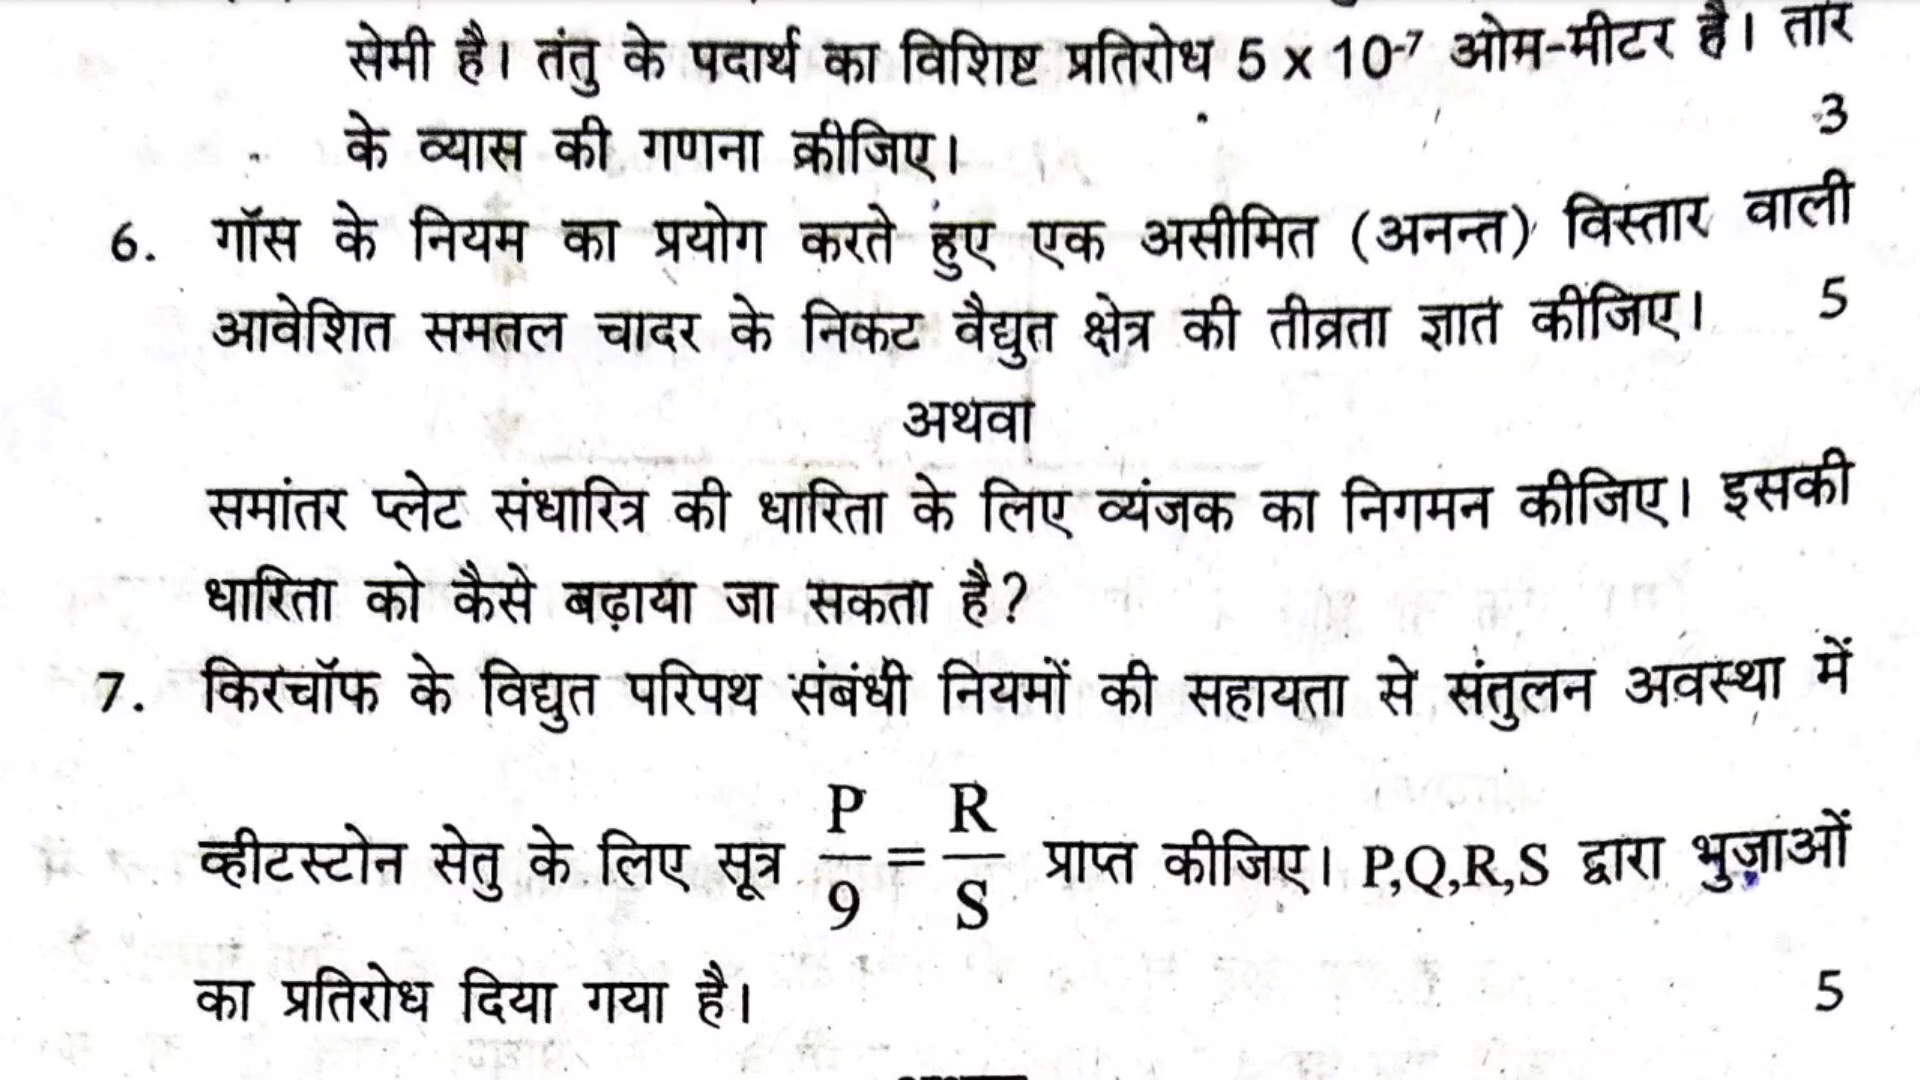 सेमी है। तंतु के पदार्थ का विशिष्ट प्रतिरोध 5 x 10-7 ओम-मीटर है। तार
के व्यास की गणना कीजिए। 3
6. गॉस के नियम का प्रयोग करते हुए एक असीमित (अनन्त) विस्तार वाली
आवेशित समतल चादर के निकट वैद्युत क्षेत्र की तीव्रता ज्ञात कीजिए। 5
अथवा
समांतर प्लेट संधारित्र की धारिता के लिए व्यंजक का निगमन कीजिए। इसकी
धारिता को कैसे बढ़ाया जा सकता है?
7. किरचॉफ के विद्युत परिपथ संबंधी नियमों की सहायता से संतुलन अवस्था में
व्हीटस्टोन सेतु के लिए सूत्र P/9 = R/S प्राप्त कीजिए। P,Q,R,S द्वारा भुजाओं
का प्रतिरोध दिया गया है। 5